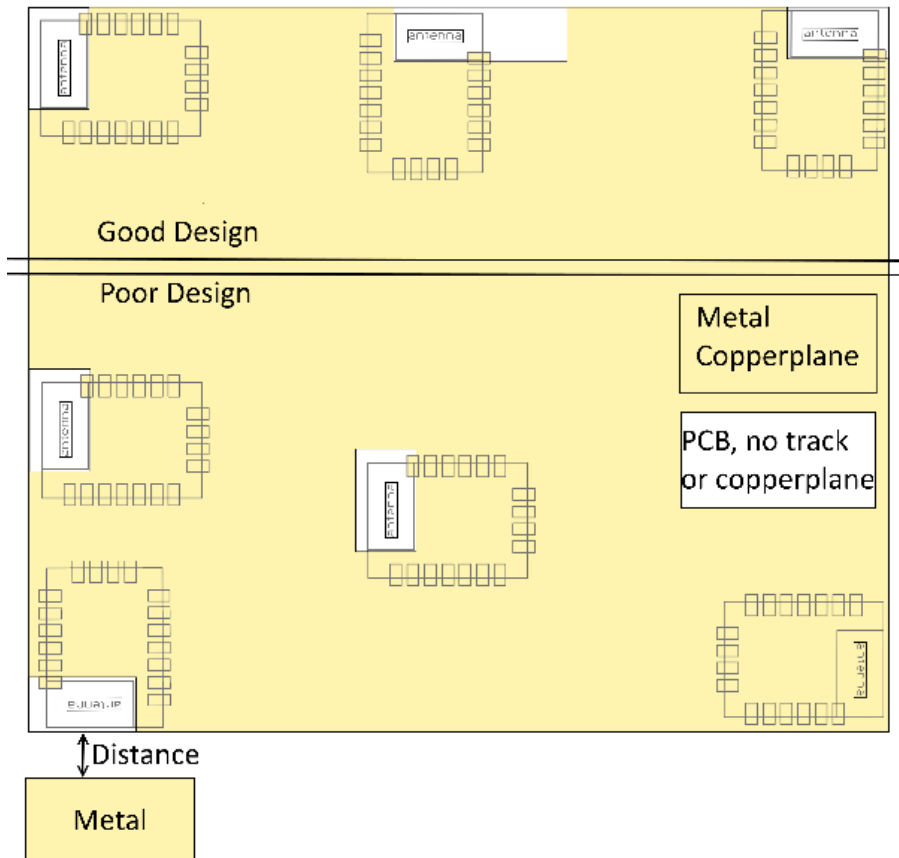 antenna
antenna
antenna
Good Design
Poor Design
Metal
Copperplane
PCB, no track
or copperplane
antenna
antenna
antenna
antenna
Distance
Metal